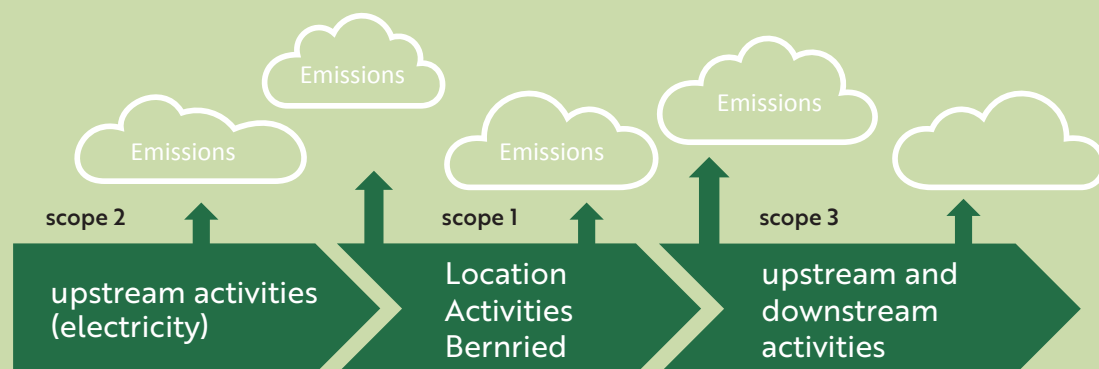 Emissions
Emissions
Emissions
Emissions
scope 2
scope 1
scope 3
upstream activities
(electricity)
Location
Activities
Bernried
upstream and
downstream
activities